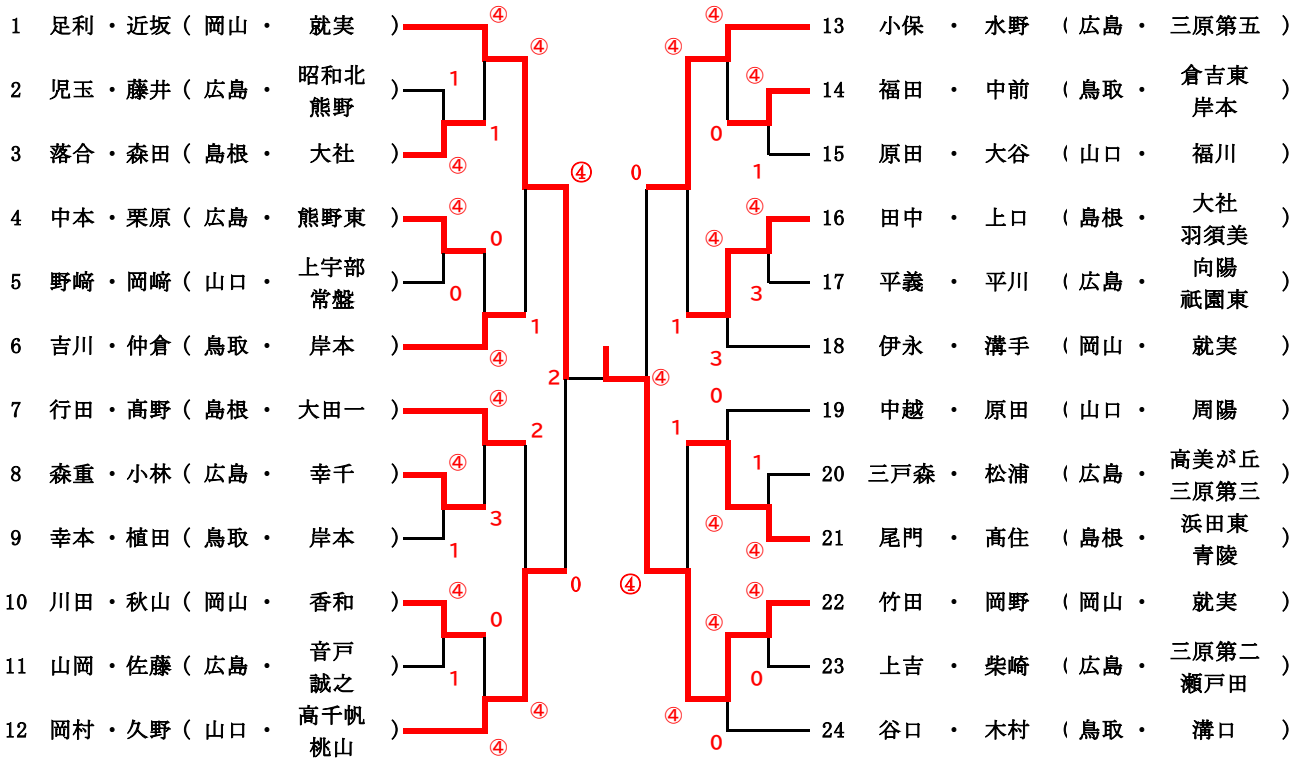 1 足利・近坂 ( 岡山・ 就実 )
2 児玉・藤井 ( 広島・ 昭和北 熊野 )
3 落合・森田 ( 島根・ 大社 )
4 中本・栗原 ( 広島・ 熊野東 )
5 野﨑・岡﨑 ( 山口・ 上宇部 常盤 )
6 吉川・仲倉 ( 鳥取・ 岸本 )
7 行田・髙野 ( 島根・ 大田一 )
8 森重・小林 ( 広島・ 幸千 )
9 幸本・植田 ( 鳥取・ 岸本 )
10 川田・秋山 ( 岡山・ 香和 )
11 山岡・佐藤 ( 広島・ 音戸 誠之 )
12 岡村・久野 ( 山口・ 高千帆 桃山 )
④
④
1
1
④
④
0
0
1
④
④
2
④
3
1
④
0
1
④
④
④
2
0
0
④
④
④
④
④
0
1
④
④
3
1
3
0
1
1
④
④
④
④
0
④
0
13 小保・水野 ( 広島・ 三原第五 )
14 福田・中前 ( 鳥取・ 倉吉東 岸本 )
15 原田・大谷 ( 山口・ 福川 )
16 田中・上口 ( 島根・ 大社 羽須美 )
17 平義・平川 ( 広島・ 向陽 祇園東 )
18 伊永・溝手 ( 岡山・ 就実 )
19 中越・原田 ( 山口・ 周陽 )
20 三戸森・松浦 ( 広島・ 高美が丘 三原第三 )
21 尾門・高住 ( 島根・ 浜田東 青陵 )
22 竹田・岡野 ( 岡山・ 就実 )
23 上吉・柴崎 ( 広島・ 三原第二 瀬戸田 )
24 谷口・木村 ( 鳥取・ 溝口 )